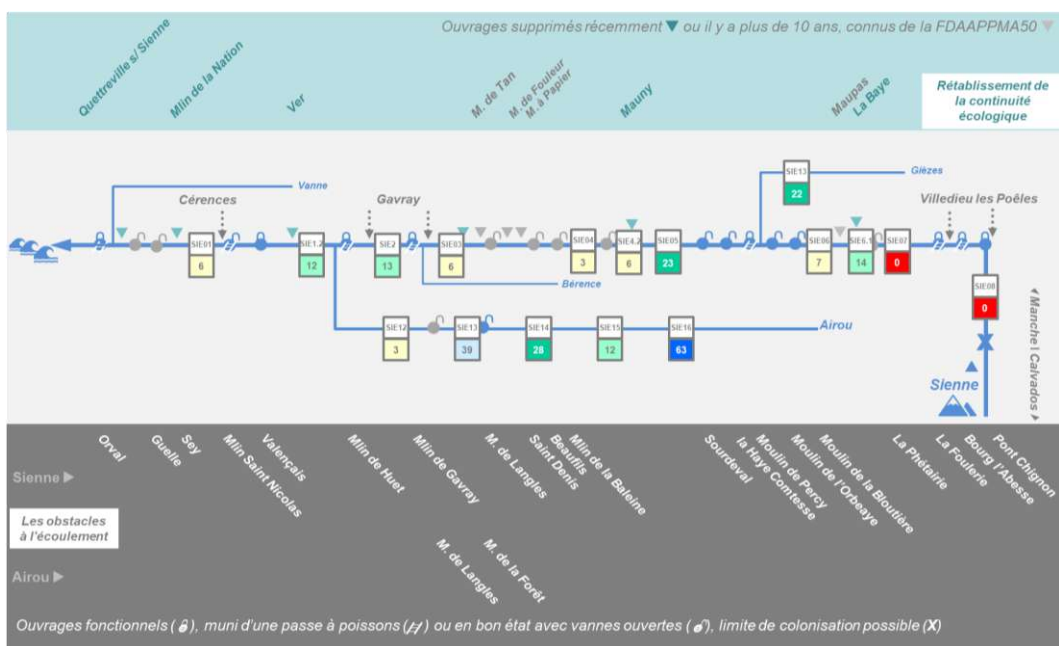 Ouvrages supprimés récemment ▼ ou il y a plus de 10 ans, connus de la FDAAPPMA50 ▼
Quettreville s/ Sienne
Mlin de la Nation
Ver
M. de Tan
M. de Fouleur
M. à Papier
Mauny
Maupas
La Baye
Rétablissement de
la continuité
écologique
SIE13
22
Glèzes
Vanne
Cérences
Gavray
Villedieu les Poêles
SIE01
6
SIE1.2
12
SIE2
13
SIE03
6
SIE04
3
SIE4.2
6
SIE05
23
SIE06
7
SIE6.1
14
SIE07
0
Bérence
SIE08
0
SIE12
3
SIE13
39
SIE14
28
SIE15
12
SIE16
63
Airou
Sienne
Manche \ Calvados
Sienne ►
Orval
Guelle
Sey
Mlin Saint Nicolas
Valençais
Mlin de Huet
Mlin de Gavray
M. de Langles
Saint Denis
Beaufils
Mlin de la Baleine
Sourdeval
la Haye Comtesse
Moulin de Percy
Moulin de l'Orbeaye
Moulin de la Bloutière
La Phétairie
La Foulerie
Bourg l'Abesse
Pont Chignon
Les obstacles
à l'écoulement
Airou ►
M. de Langles
M. de la Forêt
Ouvrages fonctionnels ( ), muni d'une passe à poissons ( ) ou en bon état avec vannes ouvertes ( ), limite de colonisation possible (X)